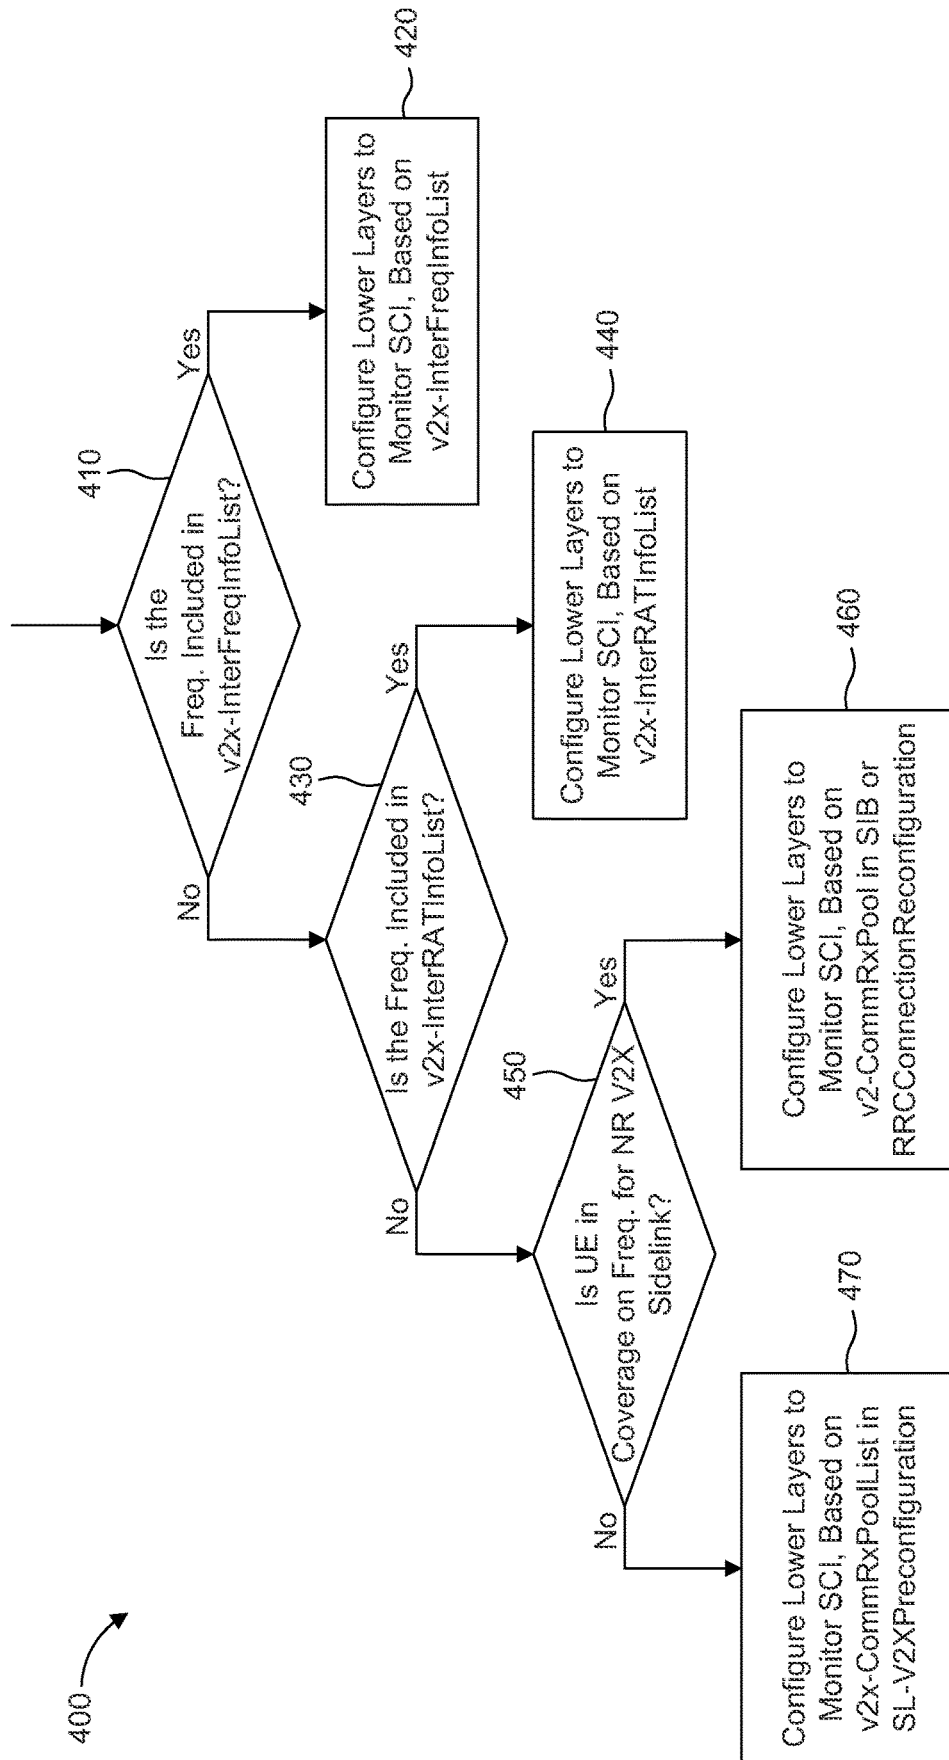 400
410
Is the
Freq. Included in
v2x-InterFreqInfoList?
Yes
No
420
Configure Lower Layers to
Monitor SCI, Based on
v2x-InterFreqInfoList
430
Is the Freq. Included in
v2x-InterRATInfoList?
Yes
No
440
Configure Lower Layers to
Monitor SCI, Based on
v2x-InterRATInfoList
450
Is UE in
Coverage on Freq. for NR V2X
Sidelink?
Yes
No
460
Configure Lower Layers to
Monitor SCI, Based on
v2-CommRxPool in SIB or
RRCConnectionReconfiguration
470
Configure Lower Layers to
Monitor SCI, Based on
v2x-CommRxPoolList in
SL-V2XPreconfiguration